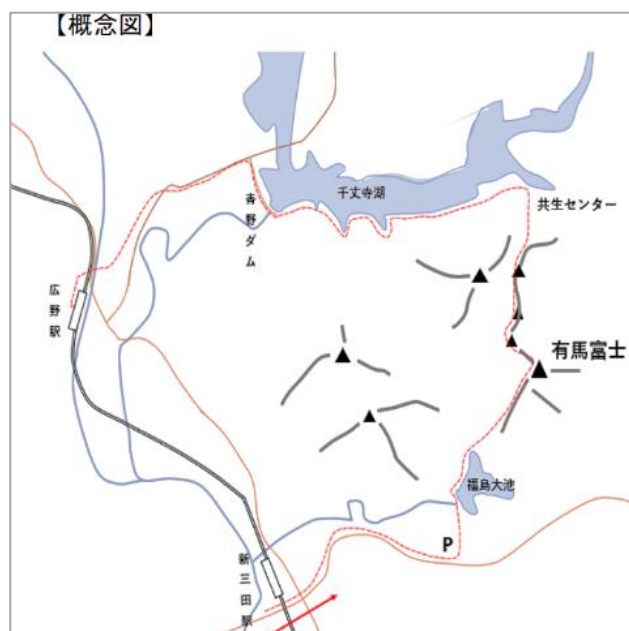 【概念図】
千丈寺湖
青野ダム
共生センター
広野駅
有馬富士
福島大池
P
新三田駅